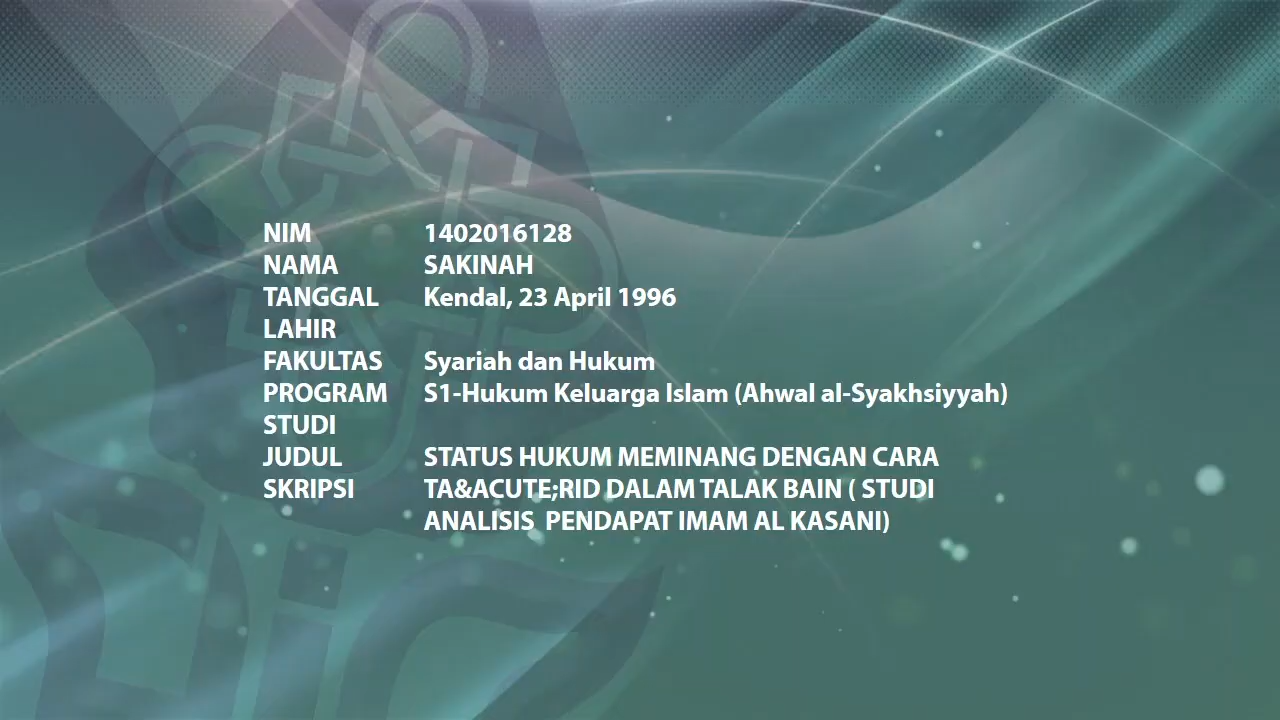 NIM 1402016128
NAMA SAKINAH
TANGGAL Kendal, 23 April 1996
LAHIR
FAKULTAS Syariah dan Hukum
PROGRAM S1-Hukum Keluarga Islam (Ahwal al-Syakhsiyyah)
STUDI
JUDUL STATUS HUKUM MEMINANG DENGAN CARA
SKRIPSI TA&ACUTE;RID DALAM TALAK BAIN ( STUDI
ANALISIS  PENDAPAT IMAM AL KASANI)